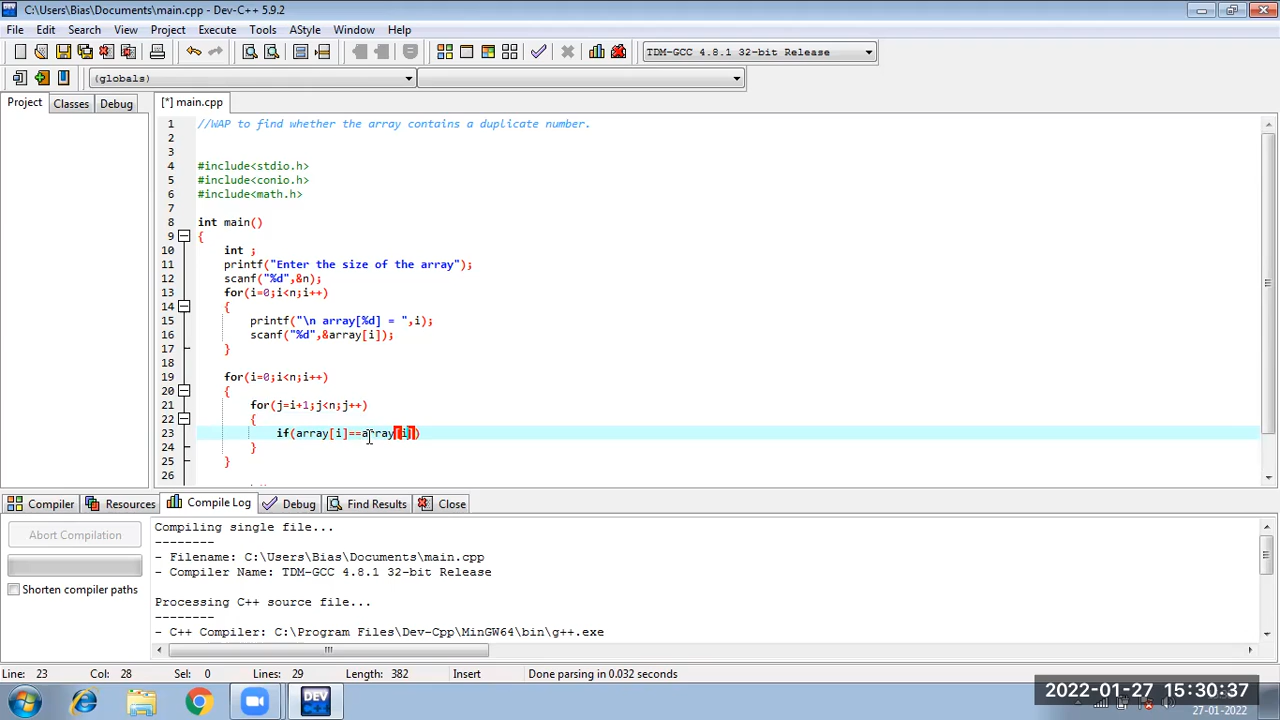 C:\Users\Bias\Documents\main.cpp - Dev-C++ 5.9.2
File Edit Search View Project Execute Tools AStyle Window Help
TDM-GCC 4.8.1 32-bit Release
(globals)
Project Classes Debug
[*] main.cpp
1 //WAP to find whether the array contains a duplicate number.
2
3
4 #include<stdio.h>
5 #include<conio.h>
6 #include<math.h>
7
8 int main()
9 {
10 int ;
11 printf("Enter the size of the array");
12 scanf("%d",&n);
13 for(i=0;i<n;i++)
14 {
15 printf("\n array[%d] = ",i);
16 scanf("%d",&array[i]);
17 }
18
19 for(i=0;i<n;i++)
20 {
21 for(j=i+1;j<n;j++)
22 {
23 if(array[i]==array[i])
24 }
25 }
26
Compiler Resources Compile Log Debug Find Results Close
Abort Compilation
Shorten compiler paths
Compiling single file...
--------
- Filename: C:\Users\Bias\Documents\main.cpp
- Compiler Name: TDM-GCC 4.8.1 32-bit Release
Processing C++ source file...
--------
- C++ Compiler: C:\Program Files\Dev-Cpp\MinGW64\bin\g++.exe
Line: 23 Col: 28 Sel: 0 Lines: 29 Length: 382 Insert Done parsing in 0.032 seconds
DEV C++
2022-01-27 15:30:37
27-01-2022